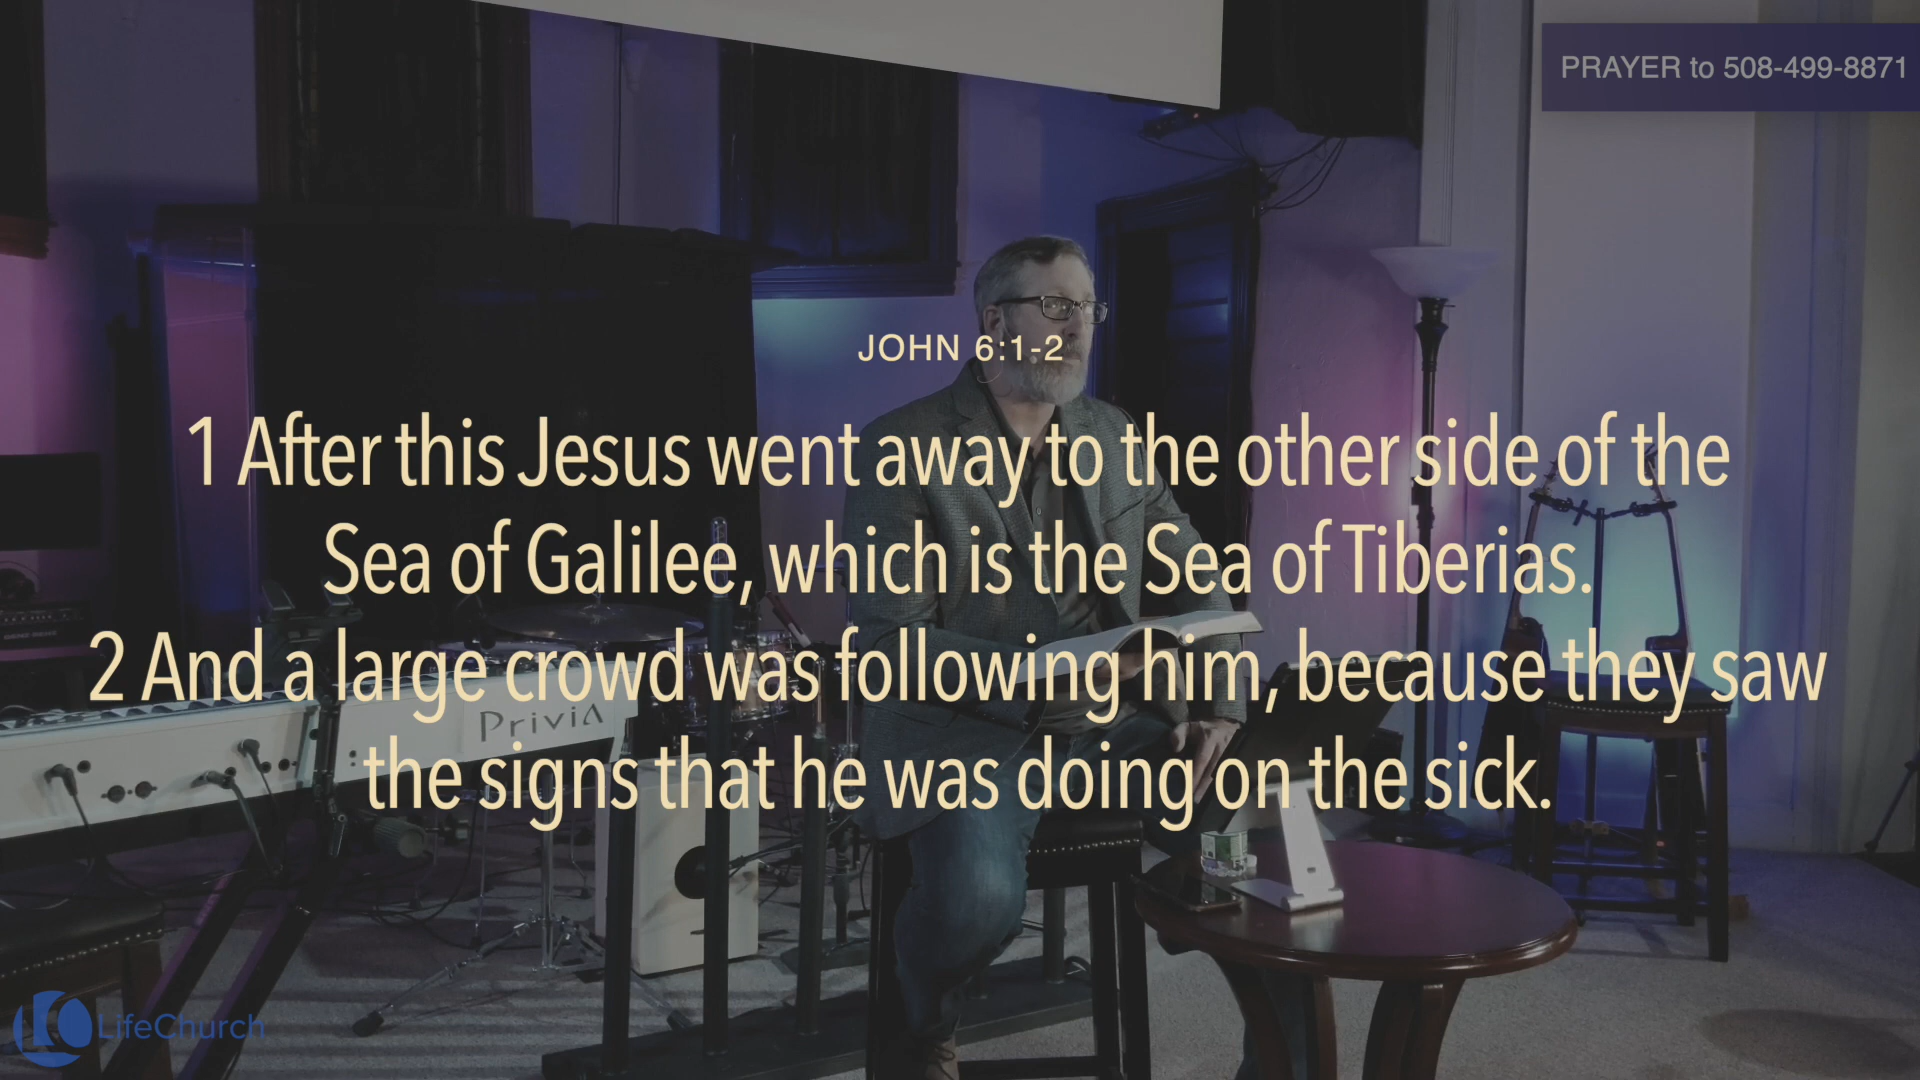 PRAYER to 508-499-8871
JOHN 6:1-2
1 After this Jesus went away to the other side of the
Sea of Galilee, which is the Sea of Tiberias.
2 And a large crowd was following him, because they saw
the signs that he was doing on the sick.
Privia
LifeChurch